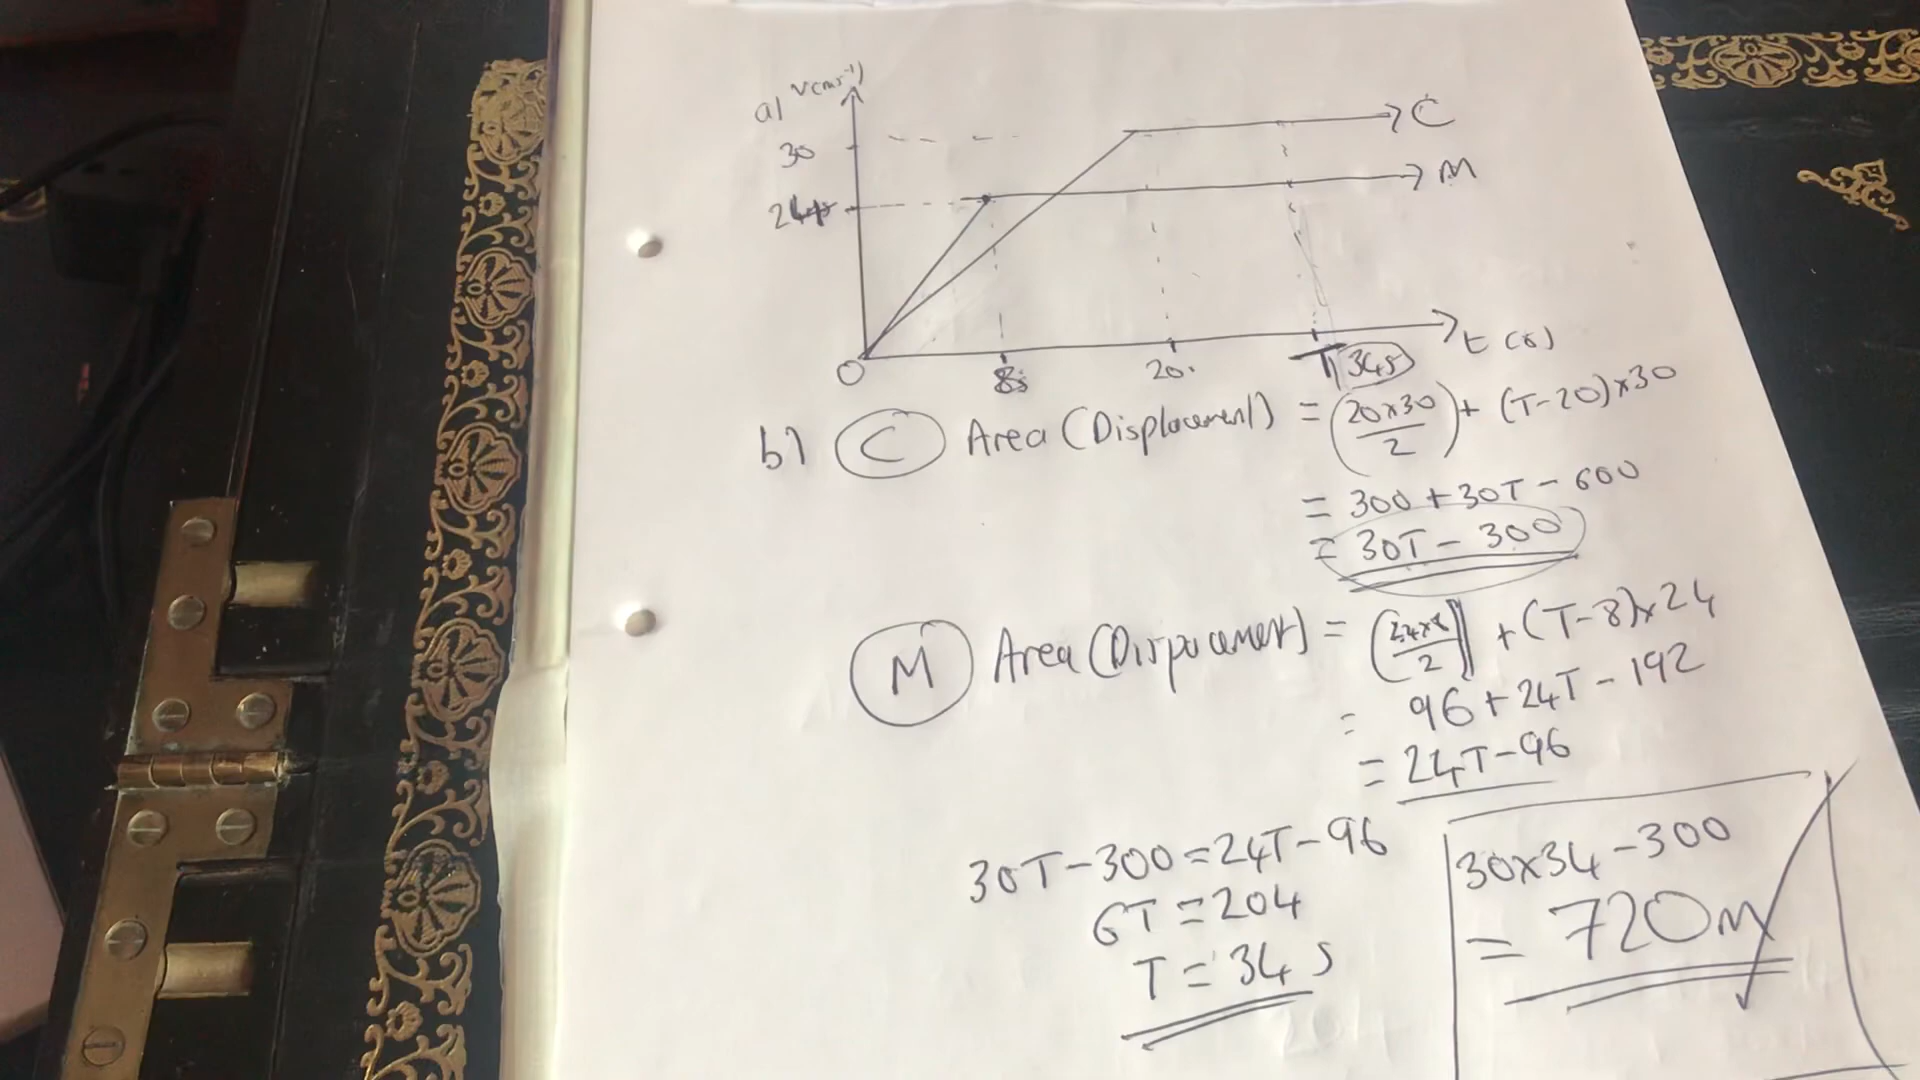 a) V(ms⁻¹)
30
24
C
M
O
8s
20
T 34s
t (s)
b) C Area (Displacement) = (20×30/2) + (T-20)×30
= 300 + 30T - 600
= 30T - 300
M Area (Dispacement) = (24×8/2) + (T-8)×24
= 96 + 24T - 192
= 24T - 96
30T - 300 = 24T - 96
6T = 204
T = 34 s
30×34 - 300
= 720m